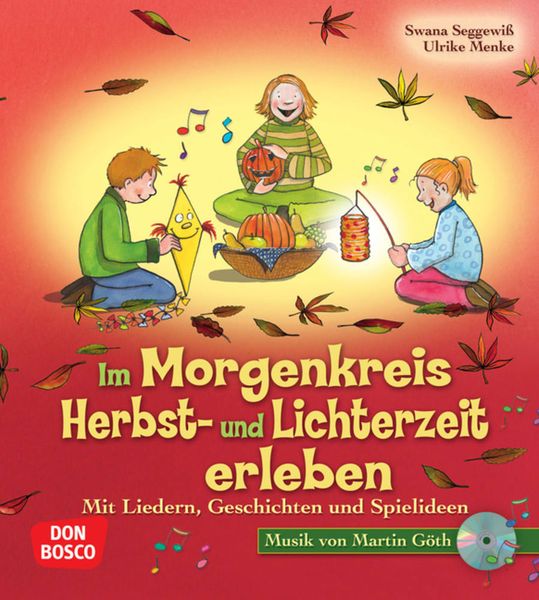 Swana Seggewiß
Ulrike Menke
Im Morgenkreis
Herbst- und Lichterzeit
erleben
Mit Liedern, Geschichten und Spielideen
Musik von Martin Göth
DON
BOSCO